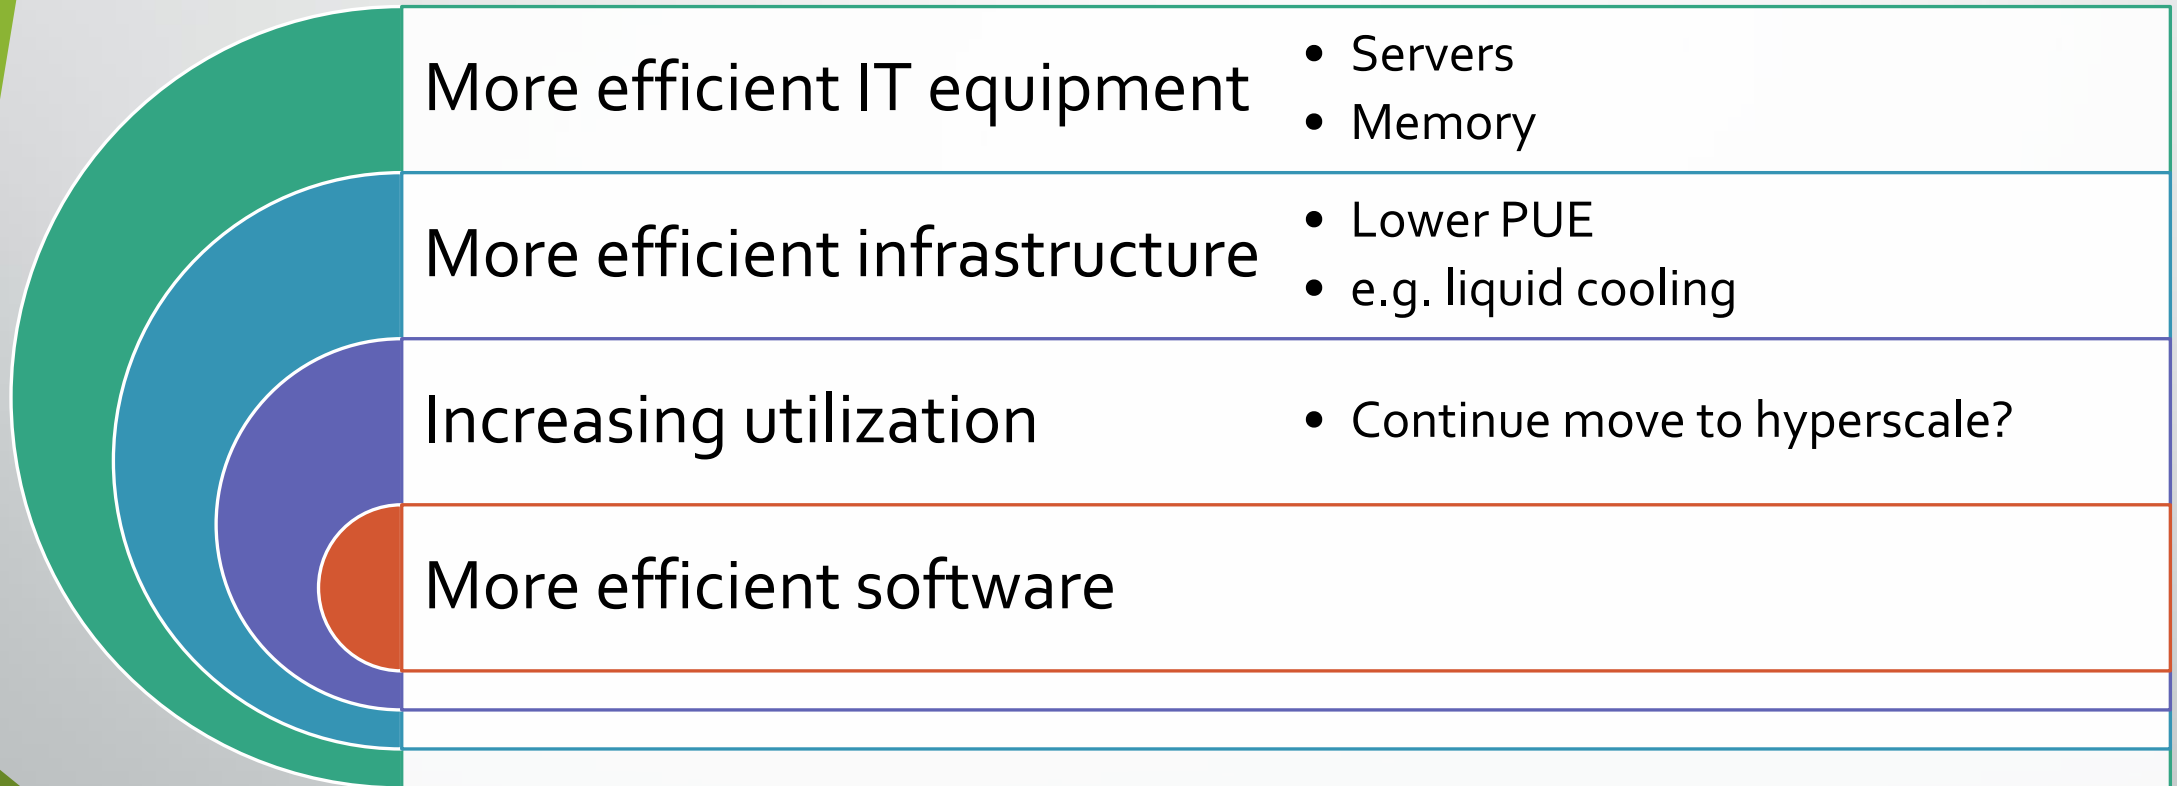 More efficient IT equipment
• Servers
• Memory
More efficient infrastructure
• Lower PUE
• e.g. liquid cooling
Increasing utilization
• Continue move to hyperscale?
More efficient software